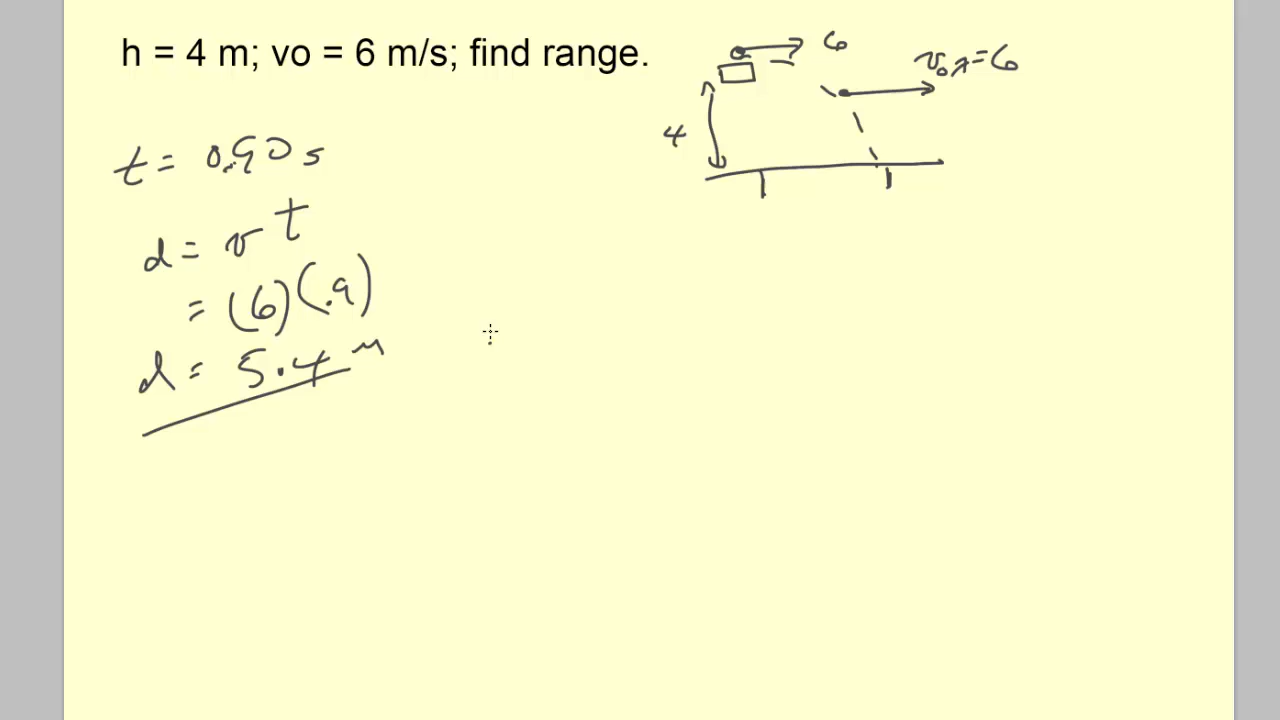 h = 4 m; vo = 6 m/s; find range.
6
v₀ₓ=6
4
t = 0.90 s
d = v t
= (6)(.9)
d = 5.4 m